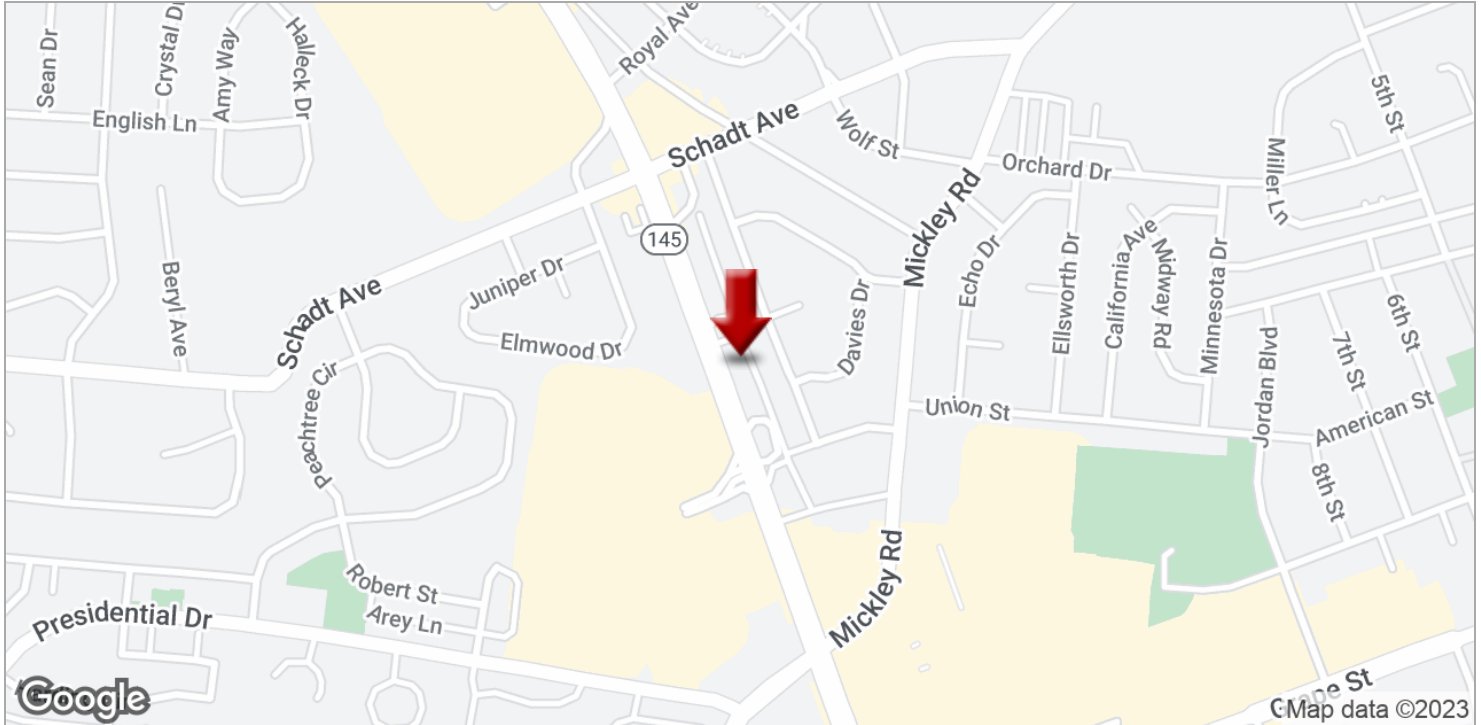 Sean Dr
Crystal Dr
Amy Way
Halleck Dr
Royal Ave
English Ln
Schadt Ave
Wolf St
Orchard Dr
5th St
Miller Ln
145
Mickley Rd
Beryl Ave
Schadt Ave
Juniper Dr
Elmwood Dr
Davies Dr
Echo Dr
Ellsworth Dr
California Ave
Midway Rd
Minnesota Dr
6th St
7th St
Jordan Blvd
Peachtree Cir
Union St
American St
8th St
Robert St
Arey Ln
Mickley Rd
Presidential Dr
Google
St
Map data ©2023